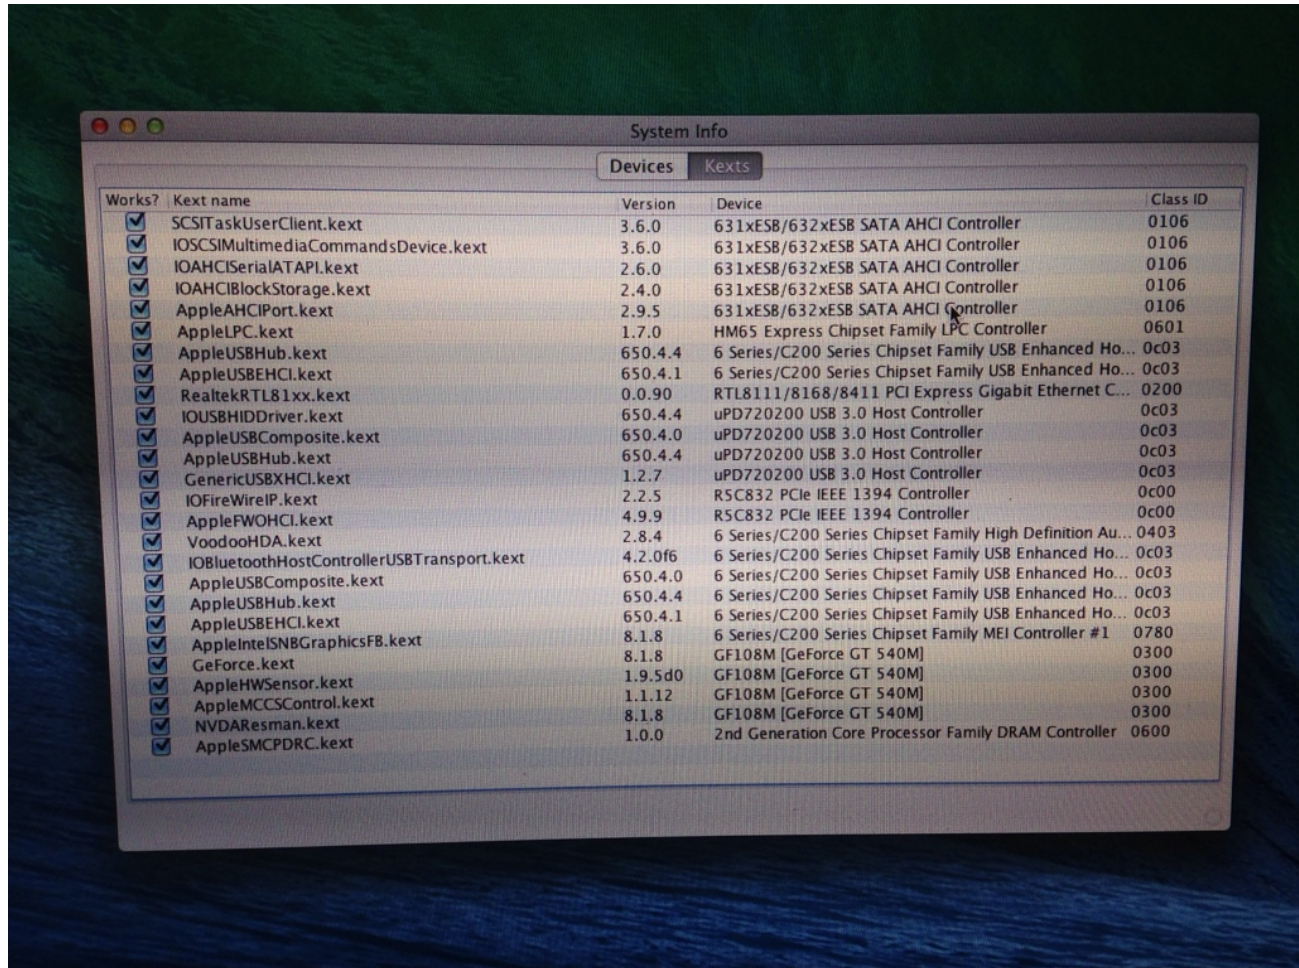 System Info
Devices Kexts
Works? Kext name Version Device Class ID
SCSITaskUserClient.kext 3.6.0 631xESB/632xESB SATA AHCI Controller 0106
IOSCSIMultimediaCommandsDevice.kext 3.6.0 631xESB/632xESB SATA AHCI Controller 0106
IOAHCISerialATAPI.kext 2.6.0 631xESB/632xESB SATA AHCI Controller 0106
IOAHCIBlockStorage.kext 2.4.0 631xESB/632xESB SATA AHCI Controller 0106
AppleAHCIPort.kext 2.9.5 631xESB/632xESB SATA AHCI Controller 0106
AppleLPC.kext 1.7.0 HM65 Express Chipset Family LPC Controller 0601
AppleUSBHub.kext 650.4.4 6 Series/C200 Series Chipset Family USB Enhanced Ho... 0c03
AppleUSBEHCI.kext 650.4.1 6 Series/C200 Series Chipset Family USB Enhanced Ho... 0c03
RealtekRTL81xx.kext 0.0.90 RTL8111/8168/8411 PCI Express Gigabit Ethernet C... 0200
IOUSBHIDDriver.kext 650.4.4 uPD720200 USB 3.0 Host Controller 0c03
AppleUSBComposite.kext 650.4.0 uPD720200 USB 3.0 Host Controller 0c03
AppleUSBHub.kext 650.4.4 uPD720200 USB 3.0 Host Controller 0c03
GenericUSBXHCI.kext 1.2.7 uPD720200 USB 3.0 Host Controller 0c03
IOFireWireIP.kext 2.2.5 R5C832 PCIe IEEE 1394 Controller 0c00
AppleFWOHCI.kext 4.9.9 R5C832 PCIe IEEE 1394 Controller 0c00
VoodooHDA.kext 2.8.4 6 Series/C200 Series Chipset Family High Definition Au... 0403
IOBluetoothHostControllerUSBTransport.kext 4.2.0f6 6 Series/C200 Series Chipset Family USB Enhanced Ho... 0c03
AppleUSBComposite.kext 650.4.0 6 Series/C200 Series Chipset Family USB Enhanced Ho... 0c03
AppleUSBHub.kext 650.4.4 6 Series/C200 Series Chipset Family USB Enhanced Ho... 0c03
AppleUSBEHCI.kext 650.4.1 6 Series/C200 Series Chipset Family USB Enhanced Ho... 0c03
AppleIntelSNBGraphicsFB.kext 8.1.8 6 Series/C200 Series Chipset Family MEI Controller #1 0780
GeForce.kext 8.1.8 GF108M [GeForce GT 540M] 0300
AppleHWSensor.kext 1.9.5d0 GF108M [GeForce GT 540M] 0300
AppleMCCSControl.kext 1.1.12 GF108M [GeForce GT 540M] 0300
NVDAResman.kext 8.1.8 GF108M [GeForce GT 540M] 0300
AppleSMCPDRC.kext 1.0.0 2nd Generation Core Processor Family DRAM Controller 0600